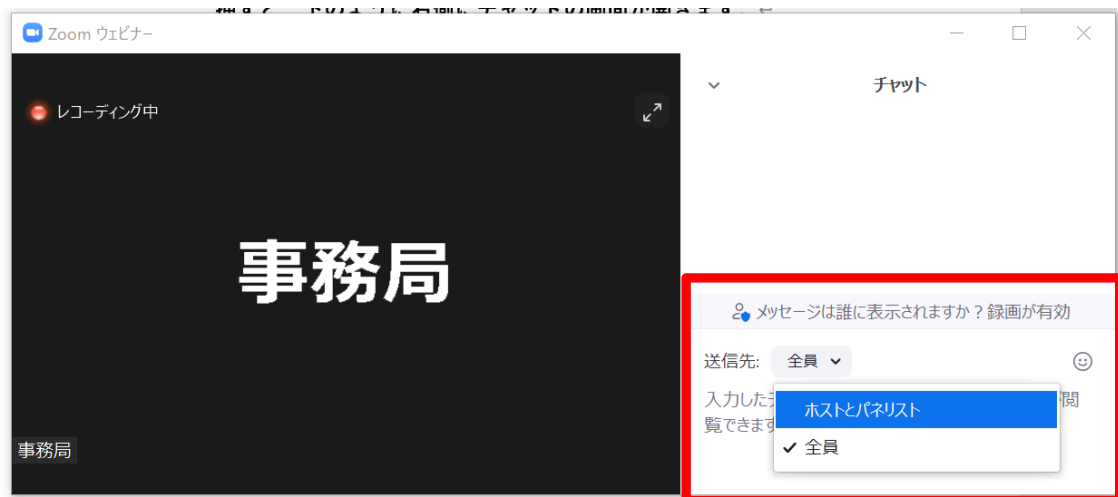 Zoom ウェビナー
レコーディング中
チャット
事務局
メッセージは誰に表示されますか？録画が有効
送信先: 全員
入力した
閲
覧できます
ホストとパネリスト
全員
事務局